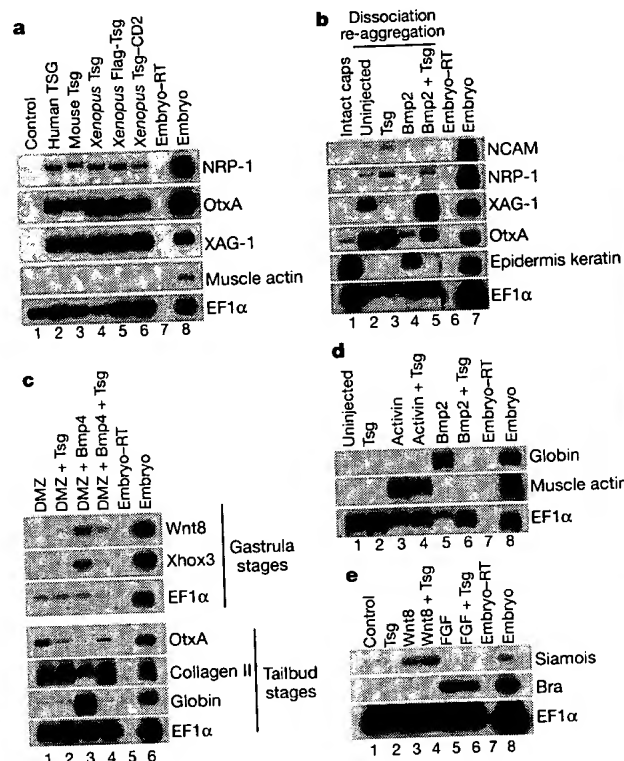 a
Control
Human TSG
Mouse Tsg
Xenopus Tsg
Xenopus Flag-Tsg
Xenopus Tsg–CD2
Embryo–RT
Embryo
NRP-1
OtxA
XAG-1
Muscle actin
EF1α
1 2 3 4 5 6 7 8
b
Dissociation
re-aggregation
Intact caps
Uninjected
Tsg
Bmp2
Bmp2 + Tsg
Embryo–RT
Embryo
NCAM
NRP-1
XAG-1
OtxA
Epidermis keratin
EF1α
1 2 3 4 5 6 7
c
DMZ
DMZ + Tsg
DMZ + Bmp4
DMZ + Bmp4 + Tsg
Embryo–RT
Embryo
Wnt8
Xhox3
EF1α
Gastrula
stages
OtxA
Collagen II
Globin
EF1α
Tailbud
stages
1 2 3 4 5 6
d
Uninjected
Tsg
Activin
Activin + Tsg
Bmp2
Bmp2 + Tsg
Embryo–RT
Embryo
Globin
Muscle actin
EF1α
1 2 3 4 5 6 7 8
e
Control
Tsg
Wnt8
Wnt8 + Tsg
FGF
FGF + Tsg
Embryo–RT
Embryo
Siamois
Bra
EF1α
1 2 3 4 5 6 7 8